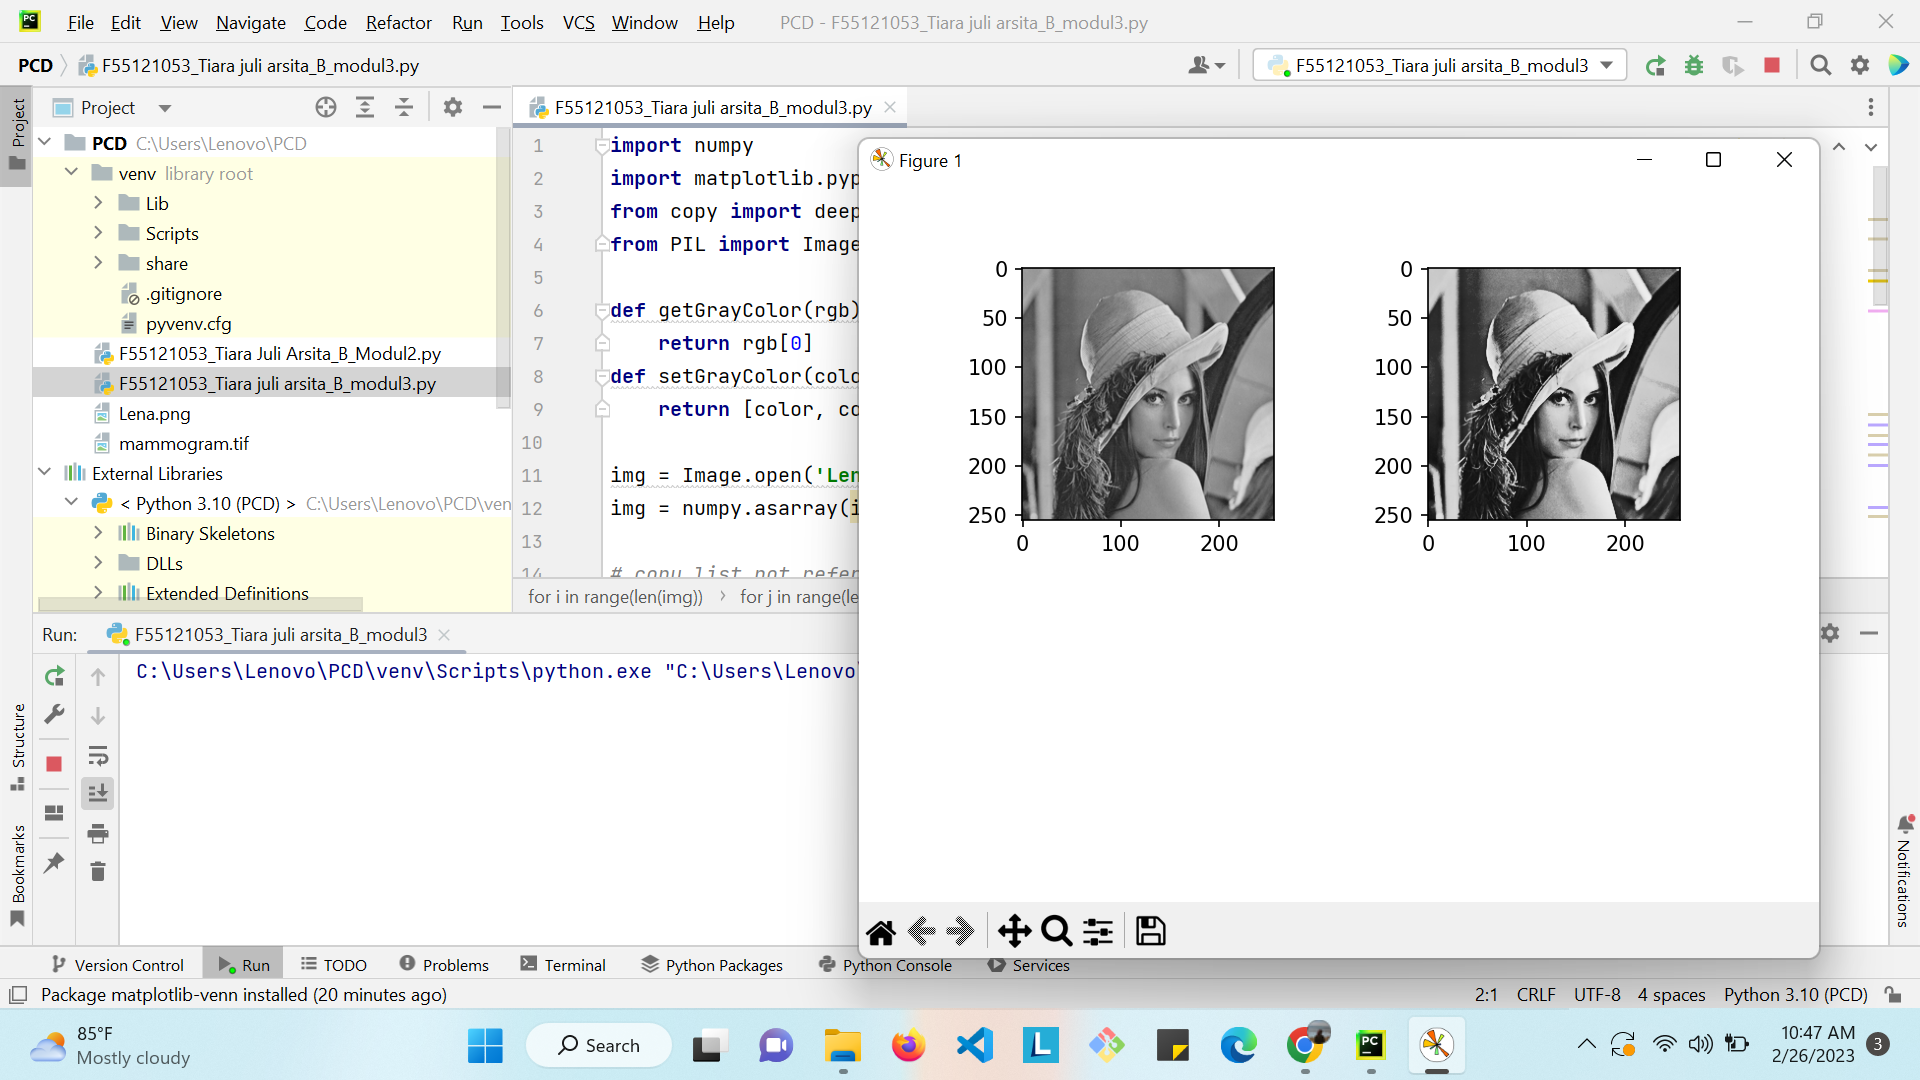 File Edit View Navigate Code Refactor Run Tools VCS Window Help PCD - F55121053_Tiara juli arsita_B_modul3.py
PCD F55121053_Tiara juli arsita_B_modul3.py F55121053_Tiara juli arsita_B_modul3
Project
Project
F55121053_Tiara juli arsita_B_modul3.py
PCD C:\Users\Lenovo\PCD
venv library root
Lib
Scripts
share
.gitignore
pyvenv.cfg
F55121053_Tiara Juli Arsita_B_Modul2.py
F55121053_Tiara juli arsita_B_modul3.py
Lena.png
mammogram.tif
External Libraries
< Python 3.10 (PCD) > C:\Users\Lenovo\PCD\ven
Binary Skeletons
DLLs
Extended Definitions
1 import numpy
2 import matplotlib.pyp
3 from copy import deep
4 from PIL import Image
5
6 def getGrayColor(rgb)
7 return rgb[0]
8 def setGrayColor(colo
9 return [color, co
10
11 img = Image.open('Len
12 img = numpy.asarray(i
13
14 # copy list not refer
for i in range(len(img)) for j in range(le
Figure 1
0
50
100
150
200
250
0 100 200
0
50
100
150
200
250
0 100 200
Run: F55121053_Tiara juli arsita_B_modul3
C:\Users\Lenovo\PCD\venv\Scripts\python.exe "C:\Users\Lenovo
Structure
Bookmarks
Notifications
Version Control Run TODO Problems Terminal Python Packages Python Console Services
Package matplotlib-venn installed (20 minutes ago) 2:1 CRLF UTF-8 4 spaces Python 3.10 (PCD)
85°F
Mostly cloudy
Search
10:47 AM
2/26/2023
3